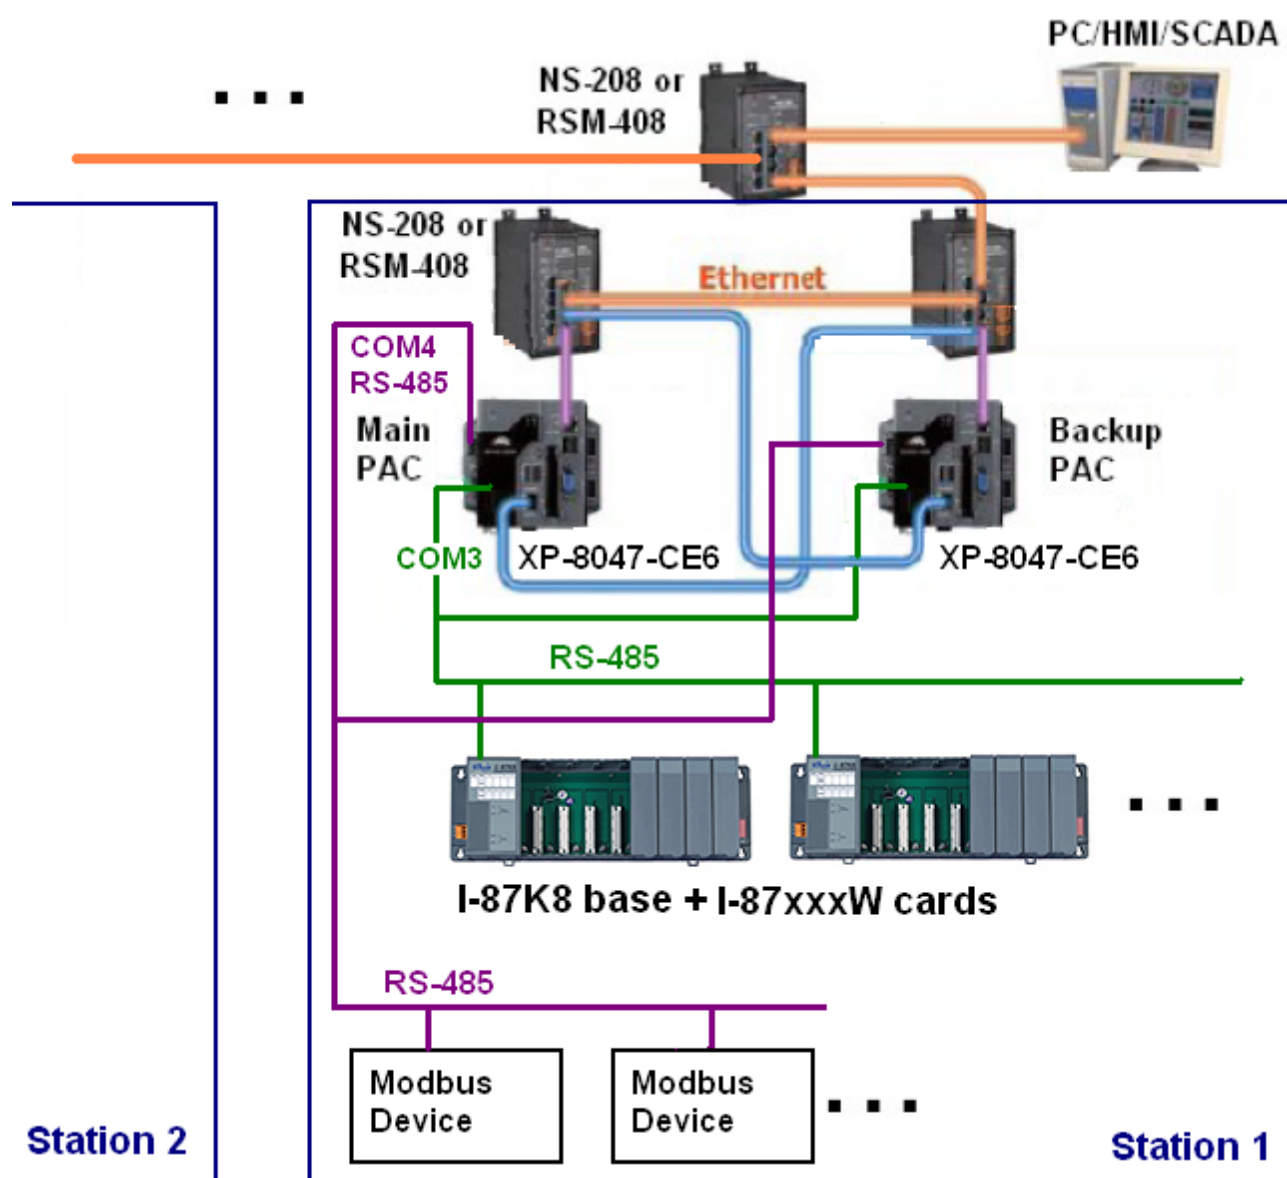 PC/HMI/SCADA
NS-208 or
RSM-408
NS-208 or
RSM-408
Ethernet
COM4
RS-485
Main
PAC
Backup
PAC
COM3
XP-8047-CE6
XP-8047-CE6
RS-485
I-87K8 base + I-87xxxW cards
RS-485
Modbus
Device
Modbus
Device
Station 2
Station 1